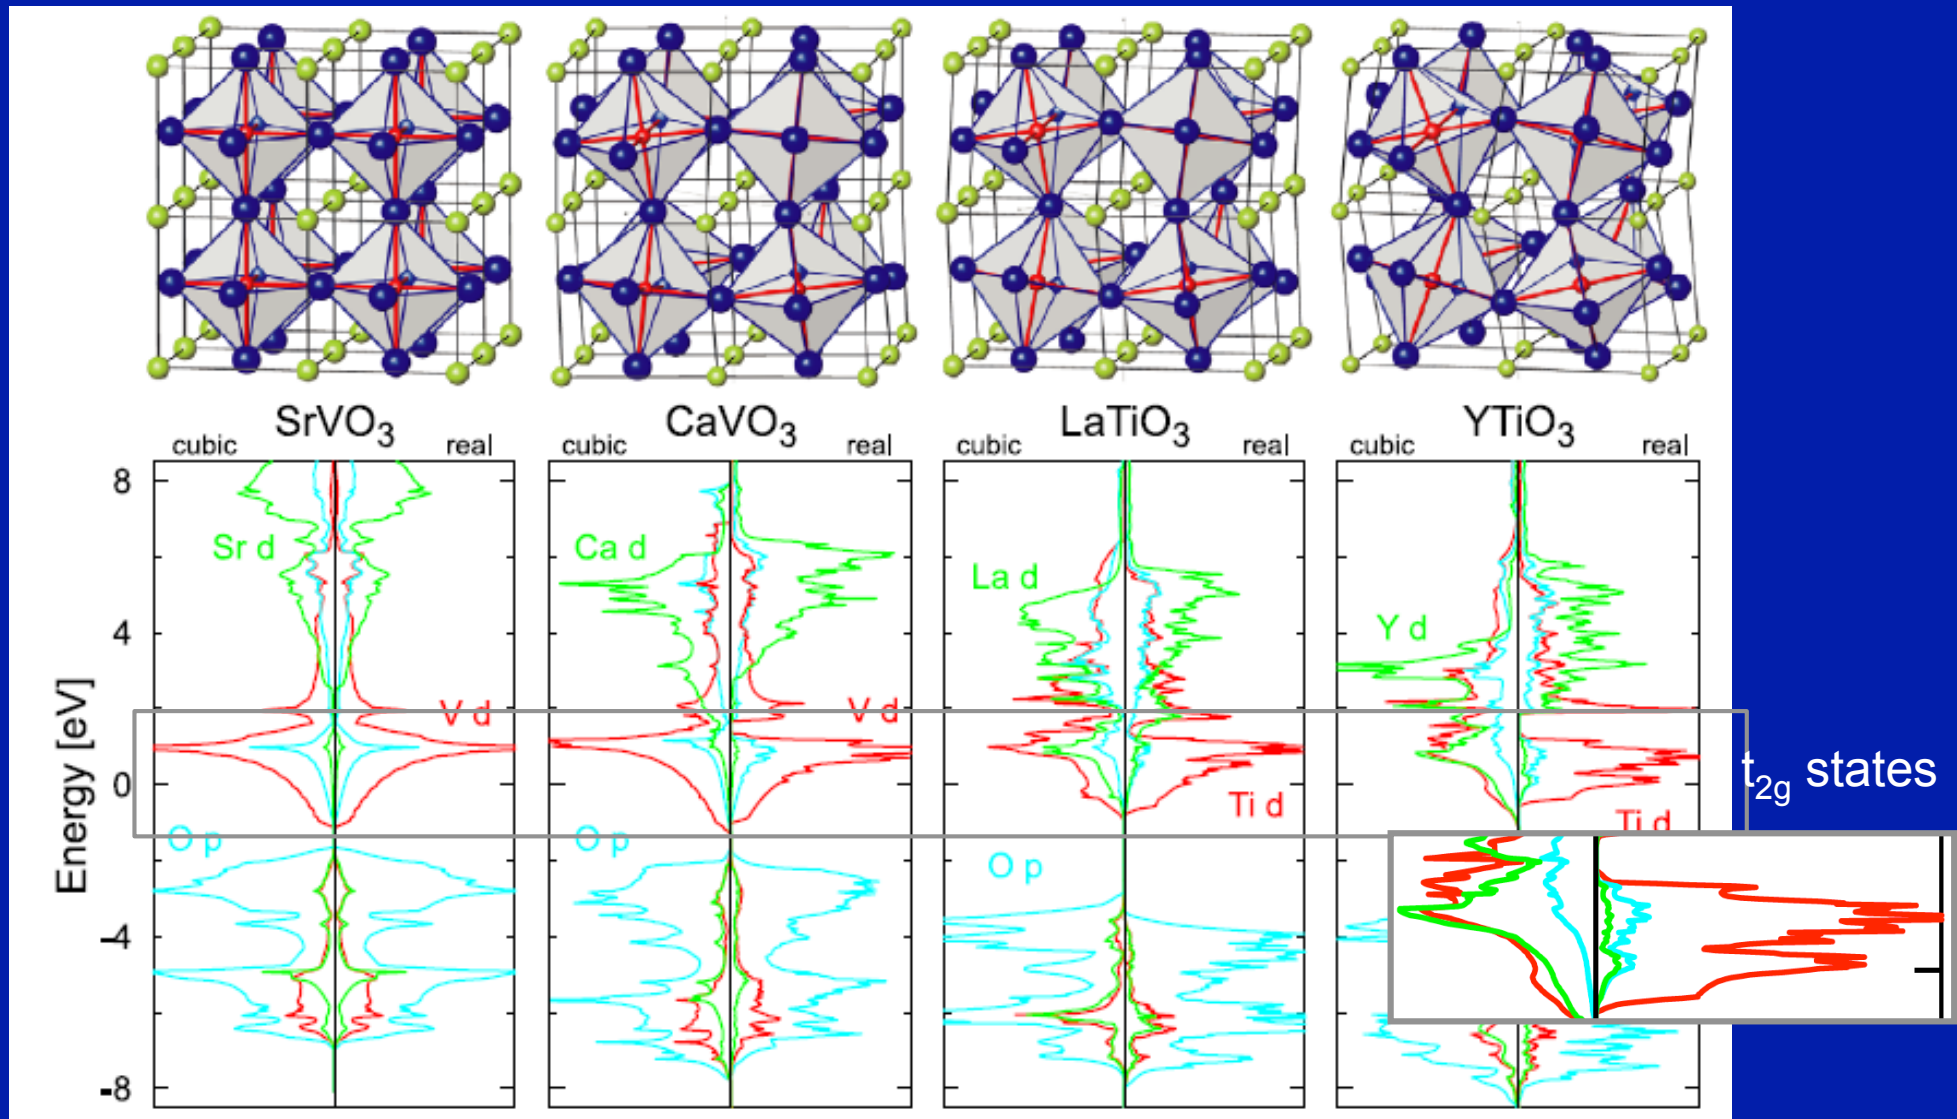 SrVO₃ CaVO₃ LaTiO₃ YTiO₃
cubic real cubic real cubic real cubic real
8
Sr d Ca d La d Y d
4
V d V d
0
t₂g states
Ti d Ti d
O p O p O p
–4
-8
Energy [eV]